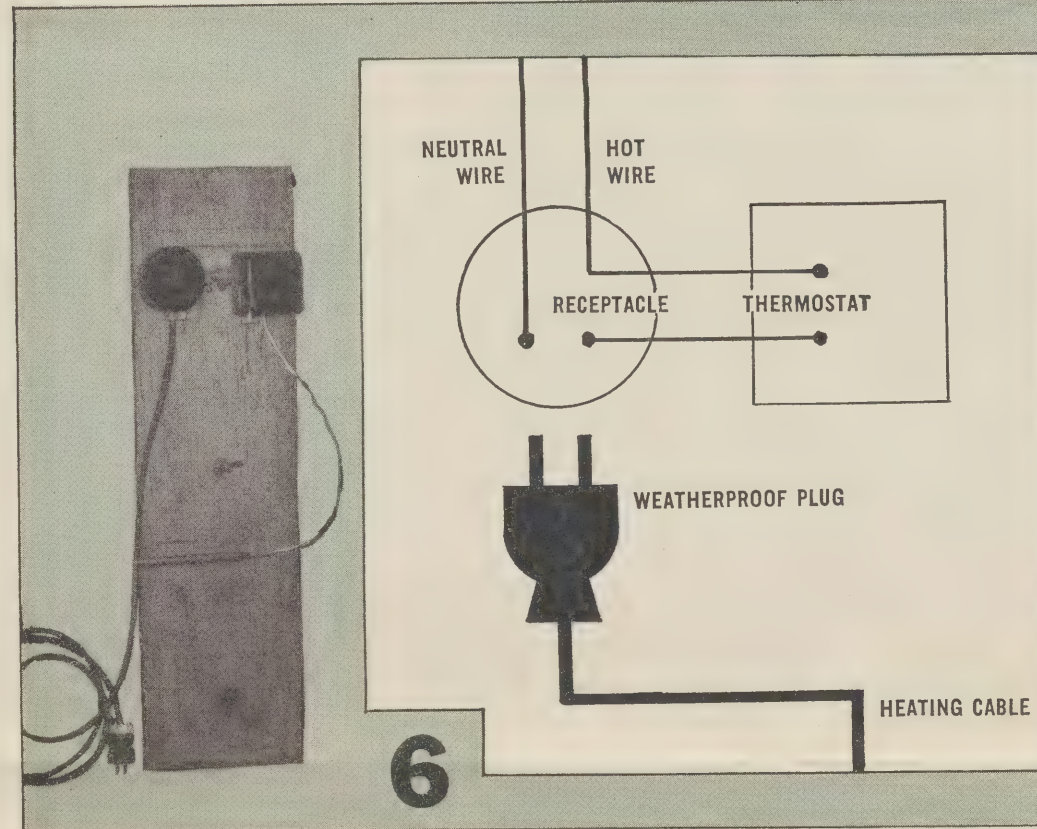 NEUTRAL
WIRE
HOT
WIRE
RECEPTACLE
THERMOSTAT
WEATHERPROOF PLUG
HEATING CABLE
6